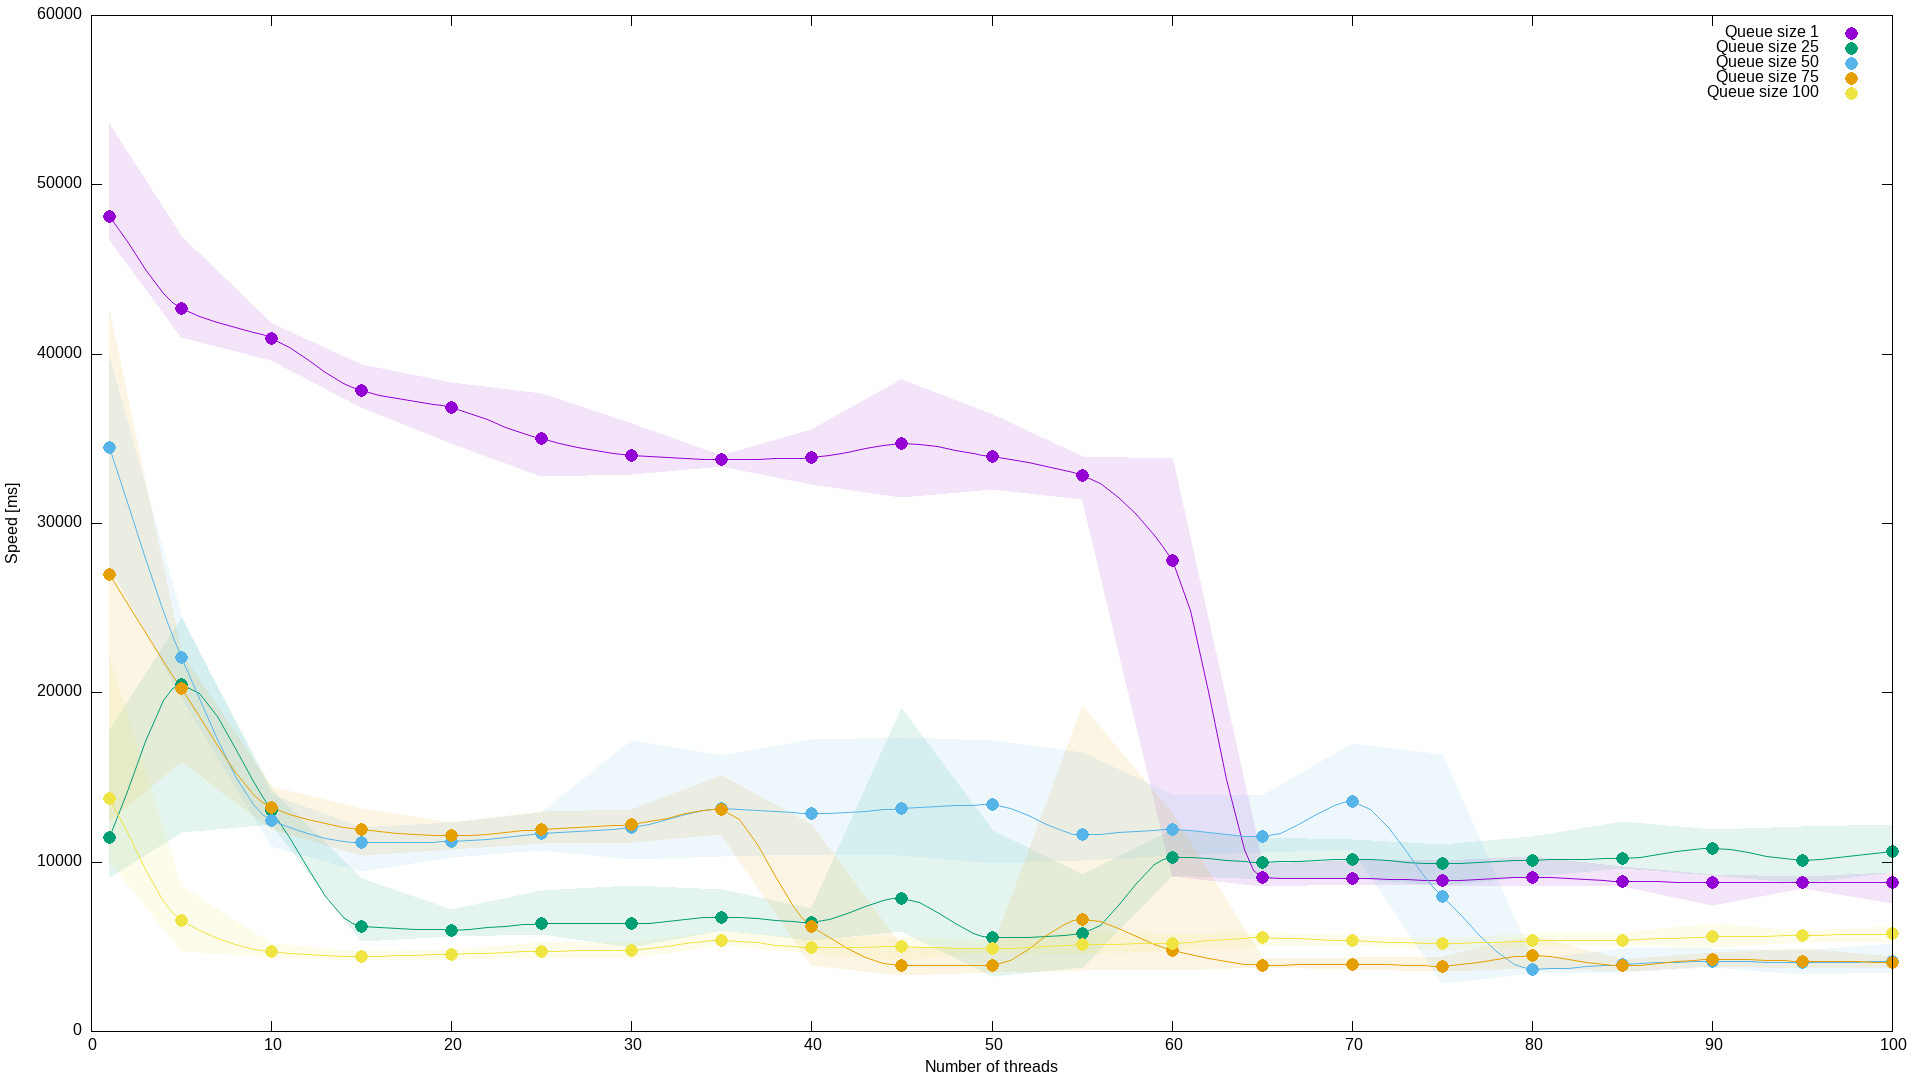 60000
50000
40000
30000
20000
10000
0
Speed [ms]
Queue size 1
Queue size 25
Queue size 50
Queue size 75
Queue size 100
0 10 20 30 40 50 60 70 80 90 100
Number of threads